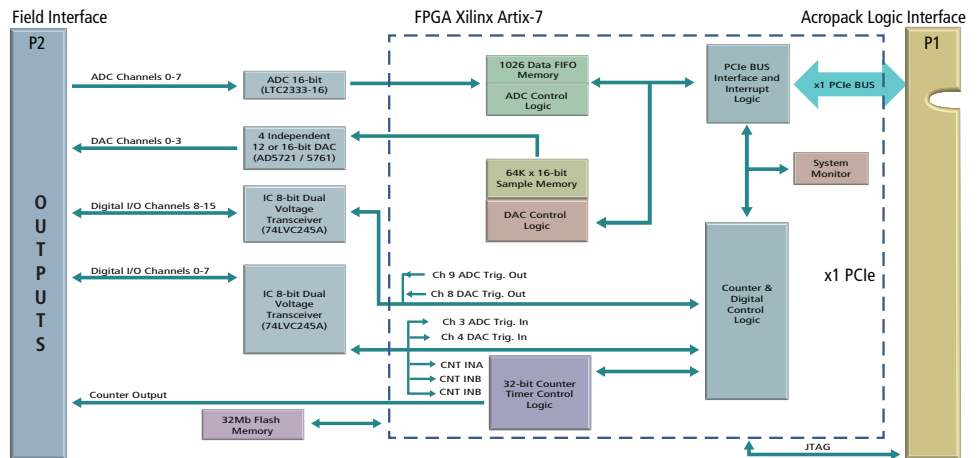 Field Interface
FPGA Xilinx Artix-7
Acropack Logic Interface
P2
OUTPUTS
P1
ADC Channels 0-7
ADC 16-bit
(LTC2333-16)
1026 Data FIFO
Memory
ADC Control
Logic
PCIe BUS
Interface and
Interrupt
Logic
x1 PCIe BUS
DAC Channels 0-3
4 Independent
12 or 16-bit DAC
(AD5721 / 5761)
64K x 16-bit
Sample Memory
DAC Control
Logic
System
Monitor
Digital I/O Channels 8-15
IC 8-bit Dual
Voltage
Transceiver
(74LVC245A)
Digital I/O Channels 0-7
IC 8-bit Dual
Voltage
Transceiver
(74LVC245A)
Ch 9 ADC Trig. Out
Ch 8 DAC Trig. Out
Counter &
Digital
Control
Logic
x1 PCIe
Ch 3 ADC Trig. In
Ch 4 DAC Trig. In
CNT INA
CNT INB
CNT INB
32-bit Counter
Timer Control
Logic
Counter Output
32Mb Flash
Memory
JTAG